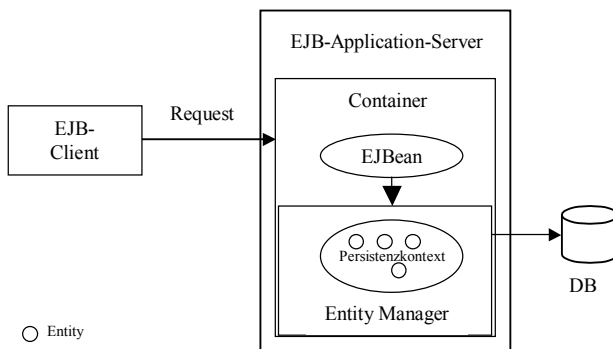 EJB-Application-Server
Container
Request
EJB-
Client
EJBean
Persistenzkontext
DB
Entity Manager
Entity